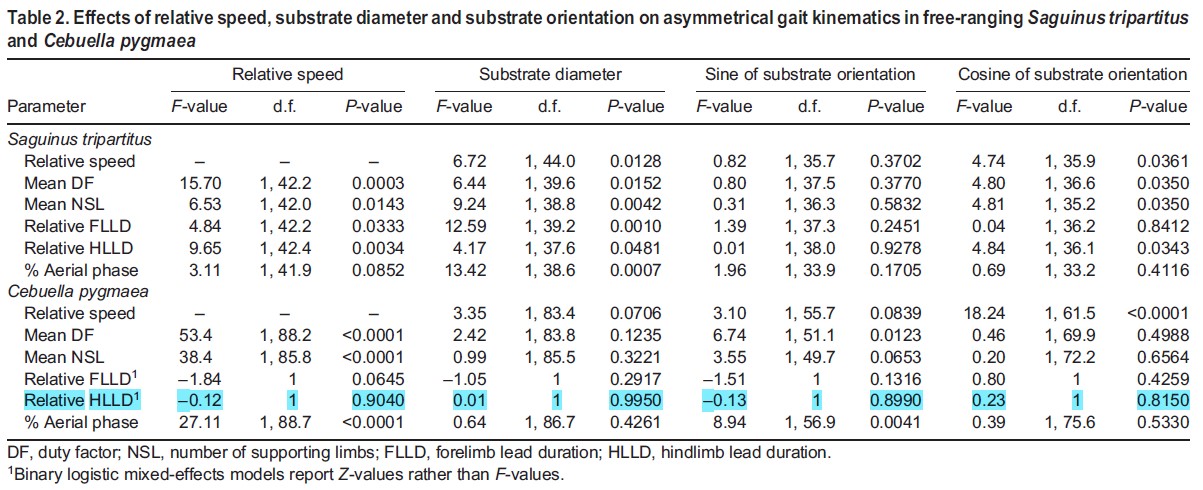 Table 2. Effects of relative speed, substrate diameter and substrate orientation on asymmetrical gait kinematics in free-ranging Saguinus tripartitus
and Cebuella pygmaea
Relative speed Substrate diameter Sine of substrate orientation Cosine of substrate orientation
Parameter F-value d.f. P-value F-value d.f. P-value F-value d.f. P-value F-value d.f. P-value
Saguinus tripartitus
Relative speed – – – 6.72 1, 44.0 0.0128 0.82 1, 35.7 0.3702 4.74 1, 35.9 0.0361
Mean DF 15.70 1, 42.2 0.0003 6.44 1, 39.6 0.0152 0.80 1, 37.5 0.3770 4.80 1, 36.6 0.0350
Mean NSL 6.53 1, 42.0 0.0143 9.24 1, 38.8 0.0042 0.31 1, 36.3 0.5832 4.81 1, 35.2 0.0350
Relative FLLD 4.84 1, 42.2 0.0333 12.59 1, 39.2 0.0010 1.39 1, 37.3 0.2451 0.04 1, 36.2 0.8412
Relative HLLD 9.65 1, 42.4 0.0034 4.17 1, 37.6 0.0481 0.01 1, 38.0 0.9278 4.84 1, 36.1 0.0343
% Aerial phase 3.11 1, 41.9 0.0852 13.42 1, 38.6 0.0007 1.96 1, 33.9 0.1705 0.69 1, 33.2 0.4116
Cebuella pygmaea
Relative speed – – – 3.35 1, 83.4 0.0706 3.10 1, 55.7 0.0839 18.24 1, 61.5 <0.0001
Mean DF 53.4 1, 88.2 <0.0001 2.42 1, 83.8 0.1235 6.74 1, 51.1 0.0123 0.46 1, 69.9 0.4988
Mean NSL 38.4 1, 85.8 <0.0001 0.99 1, 85.5 0.3221 3.55 1, 49.7 0.0653 0.20 1, 72.2 0.6564
Relative FLLD¹ –1.84 1 0.0645 –1.05 1 0.2917 –1.51 1 0.1316 0.80 1 0.4259
Relative HLLD¹ –0.12 1 0.9040 0.01 1 0.9950 –0.13 1 0.8990 0.23 1 0.8150
% Aerial phase 27.11 1, 88.7 <0.0001 0.64 1, 86.7 0.4261 8.94 1, 56.9 0.0041 0.39 1, 75.6 0.5330
DF, duty factor; NSL, number of supporting limbs; FLLD, forelimb lead duration; HLLD, hindlimb lead duration.
¹Binary logistic mixed-effects models report Z-values rather than F-values.